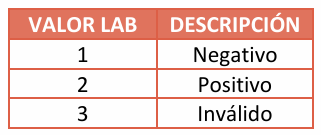 VALOR LAB DESCRIPCIÓN
1 Negativo
2 Positivo
3 Inválido